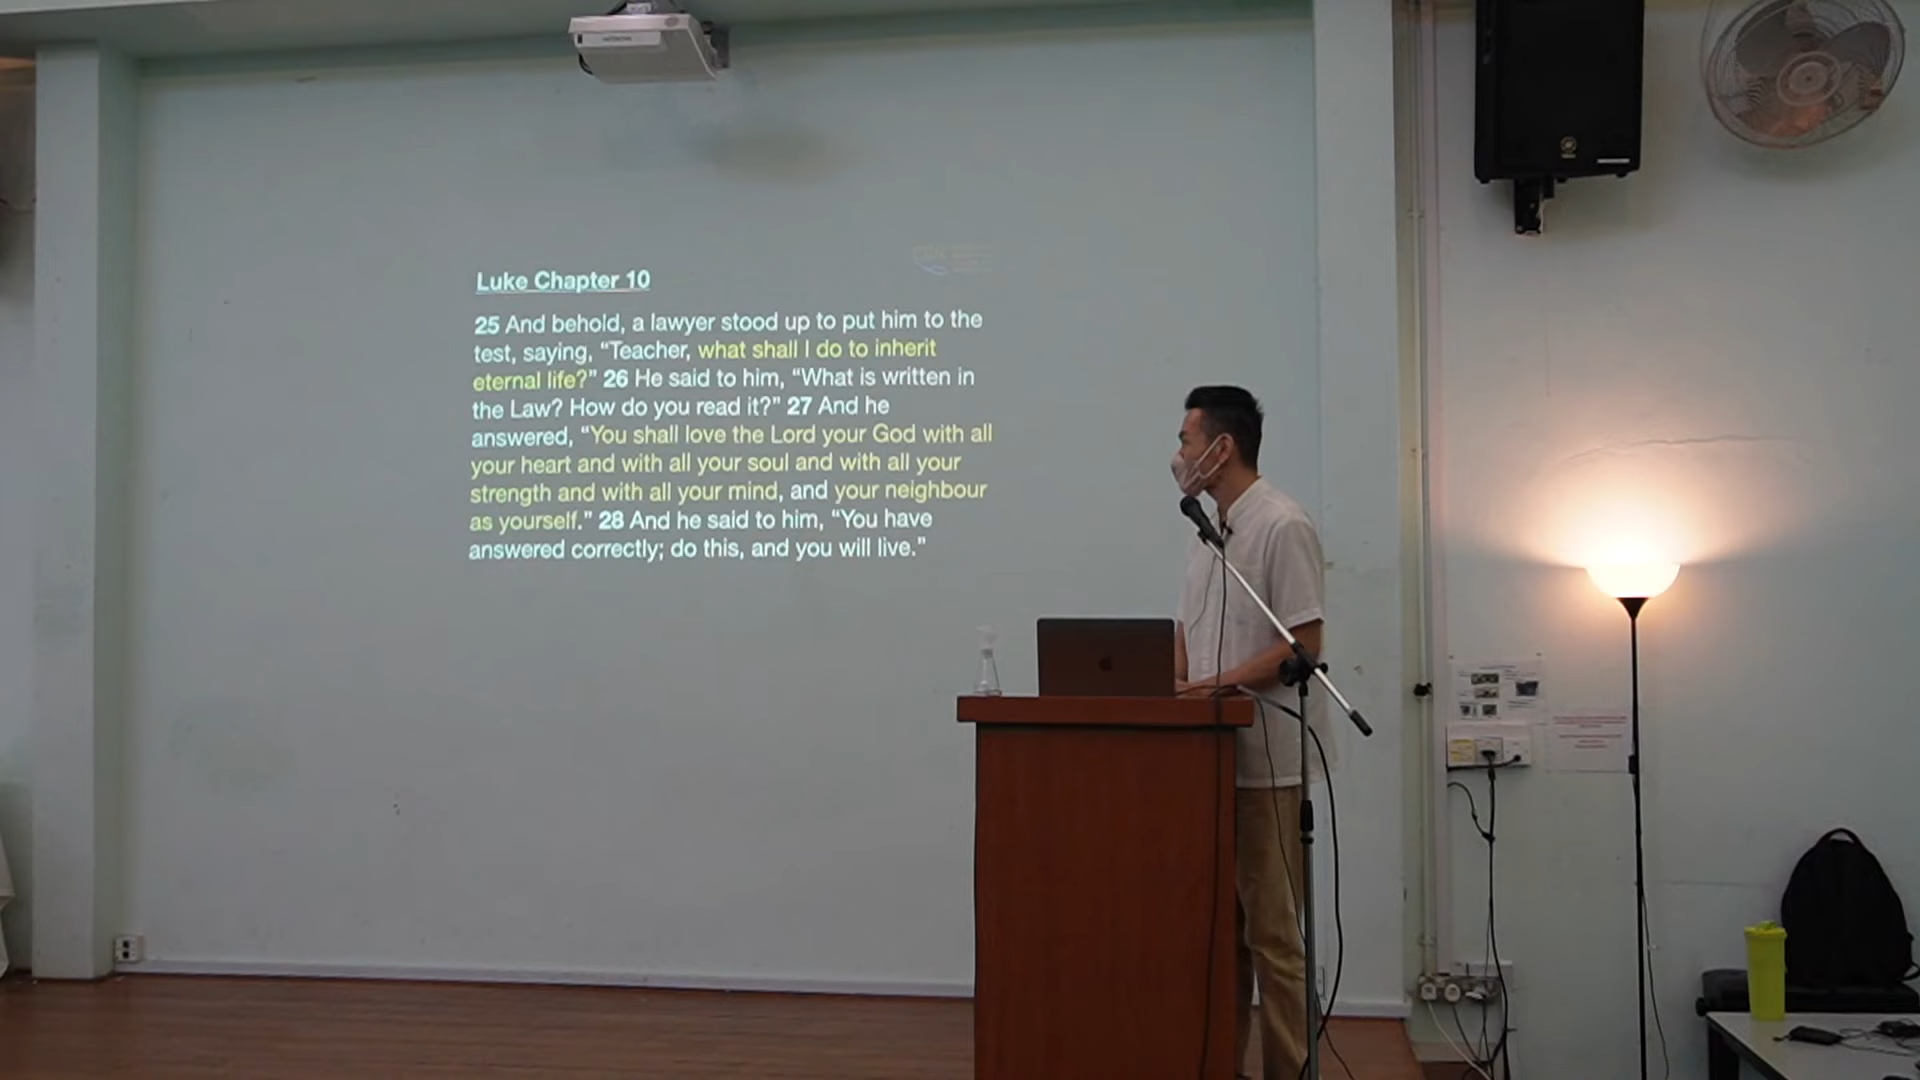 Luke Chapter 10
25 And behold, a lawyer stood up to put him to the
test, saying, “Teacher, what shall I do to inherit
eternal life?” 26 He said to him, “What is written in
the Law? How do you read it?” 27 And he
answered, “You shall love the Lord your God with all
your heart and with all your soul and with all your
strength and with all your mind, and your neighbour
as yourself.” 28 And he said to him, “You have
answered correctly; do this, and you will live.”